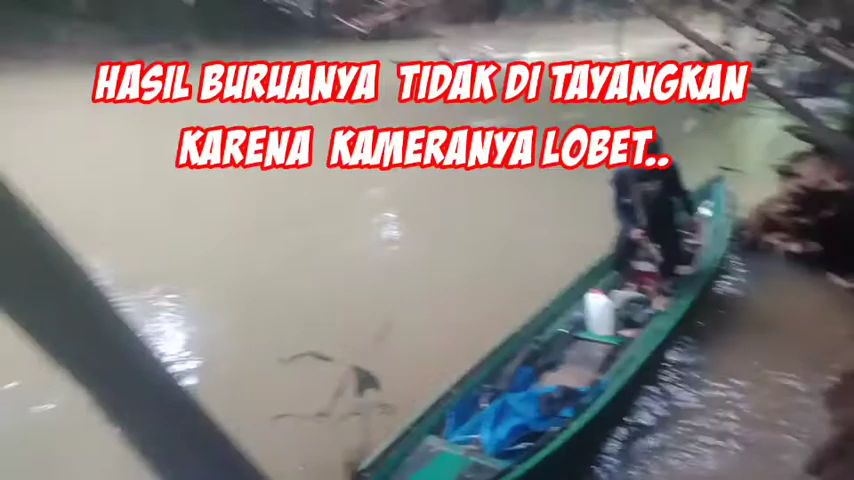 HASIL BURUANYA TIDAK DI TAYANGKAN
KARENA KAMERANYA LOBET..